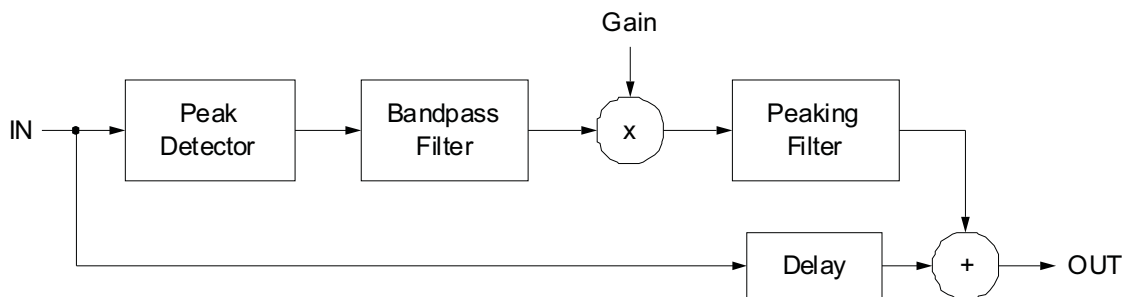 Gain
IN
Peak
Detector
Bandpass
Filter
x
Peaking
Filter
Delay
+
OUT